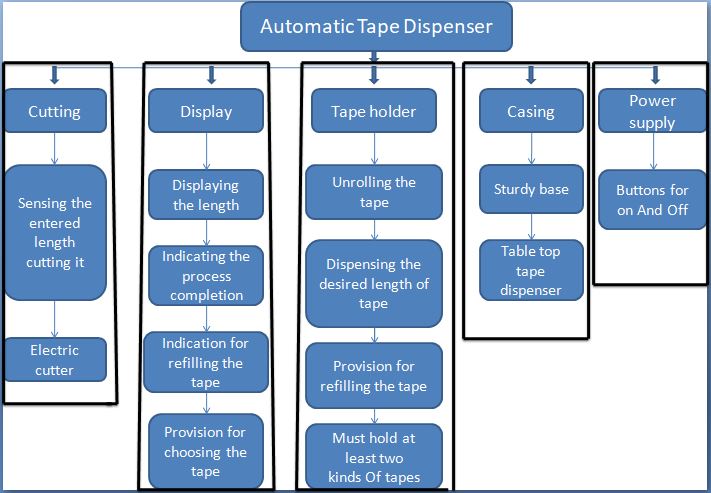 Automatic Tape Dispenser
Cutting
Sensing the
entered
length
cutting it
Electric
cutter
Display
Displaying
the length
Indicating the
process
completion
Indication for
refilling the
tape
Provision for
choosing the
tape
Tape holder
Unrolling the
tape
Dispensing the
desired length of
tape
Provision for
refilling the tape
Must hold at
least two
kinds Of tapes
Casing
Sturdy base
Table top
tape
dispenser
Power
supply
Buttons for
on And Off